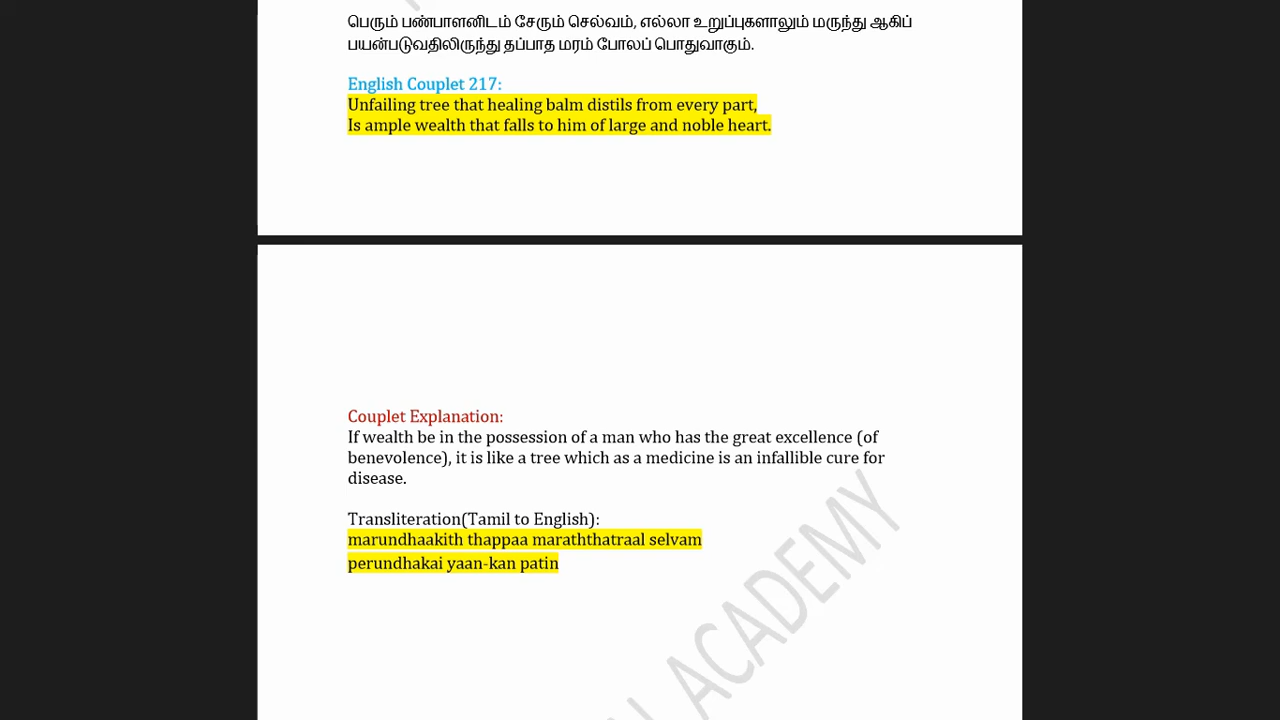 பெரும் பண்பாளனிடம் சேரும் செல்வம், எல்லா உறுப்புகளாலும் மருந்து ஆகிப்
பயன்படுவதிலிருந்து தப்பாத மரம் போலப் பொதுவாகும்.
English Couplet 217:
Unfailing tree that healing balm distils from every part,
Is ample wealth that falls to him of large and noble heart.
Couplet Explanation:
If wealth be in the possession of a man who has the great excellence (of
benevolence), it is like a tree which as a medicine is an infallible cure for
disease.
Transliteration(Tamil to English):
marundhaakith thappaa maraththatraal selvam
perundhakai yaan-kan patin
ACADEMY